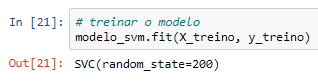 In [21]: # treinar o modelo
modelo_svm.fit(X_treino, y_treino)
Out[21]: SVC(random_state=200)